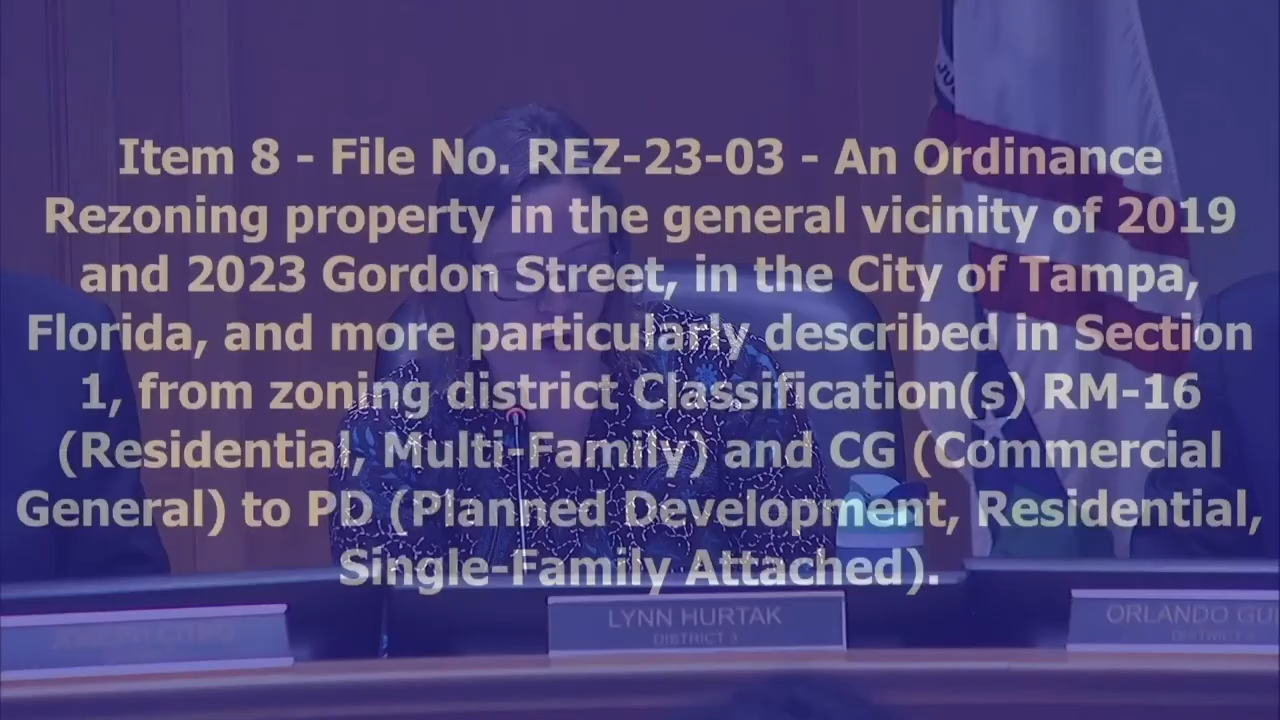 Item 8 - File No. REZ-23-03 - An Ordinance
Rezoning property in the general vicinity of 2019
and 2023 Gordon Street, in the City of Tampa,
Florida, and more particularly described in Section
1, from zoning district Classification(s) RM-16
(Residential, Multi-Family) and CG (Commercial
General) to PD (Planned Development, Residential,
Single-Family Attached).
LYNN HURTAK
DISTRICT 3
ORLANDO GU
DISTRICT